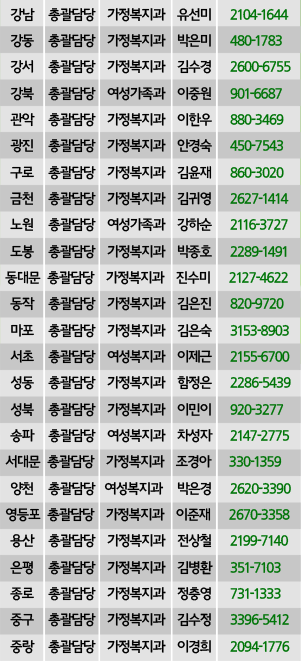 강남 총괄담당 가정복지과 유선미 2104-1644
강동 총괄담당 가정복지과 박은미 480-1783
강서 총괄담당 가정복지과 김수경 2600-6755
강북 총괄담당 여성가족과 이중원 901-6687
관악 총괄담당 가정복지과 이한우 880-3469
광진 총괄담당 가정복지과 안경숙 450-7543
구로 총괄담당 가정복지과 김윤재 860-3020
금천 총괄담당 가정복지과 김귀영 2627-1414
노원 총괄담당 여성가족과 강하순 2116-3727
도봉 총괄담당 가정복지과 박종호 2289-1491
동대문 총괄담당 가정복지과 진수미 2127-4622
동작 총괄담당 가정복지과 김은진 820-9720
마포 총괄담당 가정복지과 김은숙 3153-8903
서초 총괄담당 여성복지과 이제근 2155-6700
성동 총괄담당 가정복지과 함정은 2286-5439
성북 총괄담당 가정복지과 이민이 920-3277
송파 총괄담당 여성복지과 차성자 2147-2775
서대문 총괄담당 가정복지과 조경아 330-1359
양천 총괄담당 여성복지과 박은경 2620-3390
영등포 총괄담당 가정복지과 이준재 2670-3358
용산 총괄담당 가정복지과 전상철 2199-7140
은평 총괄담당 가정복지과 김병환 351-7103
종로 총괄담당 가정복지과 정충영 731-1333
중구 총괄담당 가정복지과 김수정 3396-5412
중랑 총괄담당 가정복지과 이경희 2094-1776